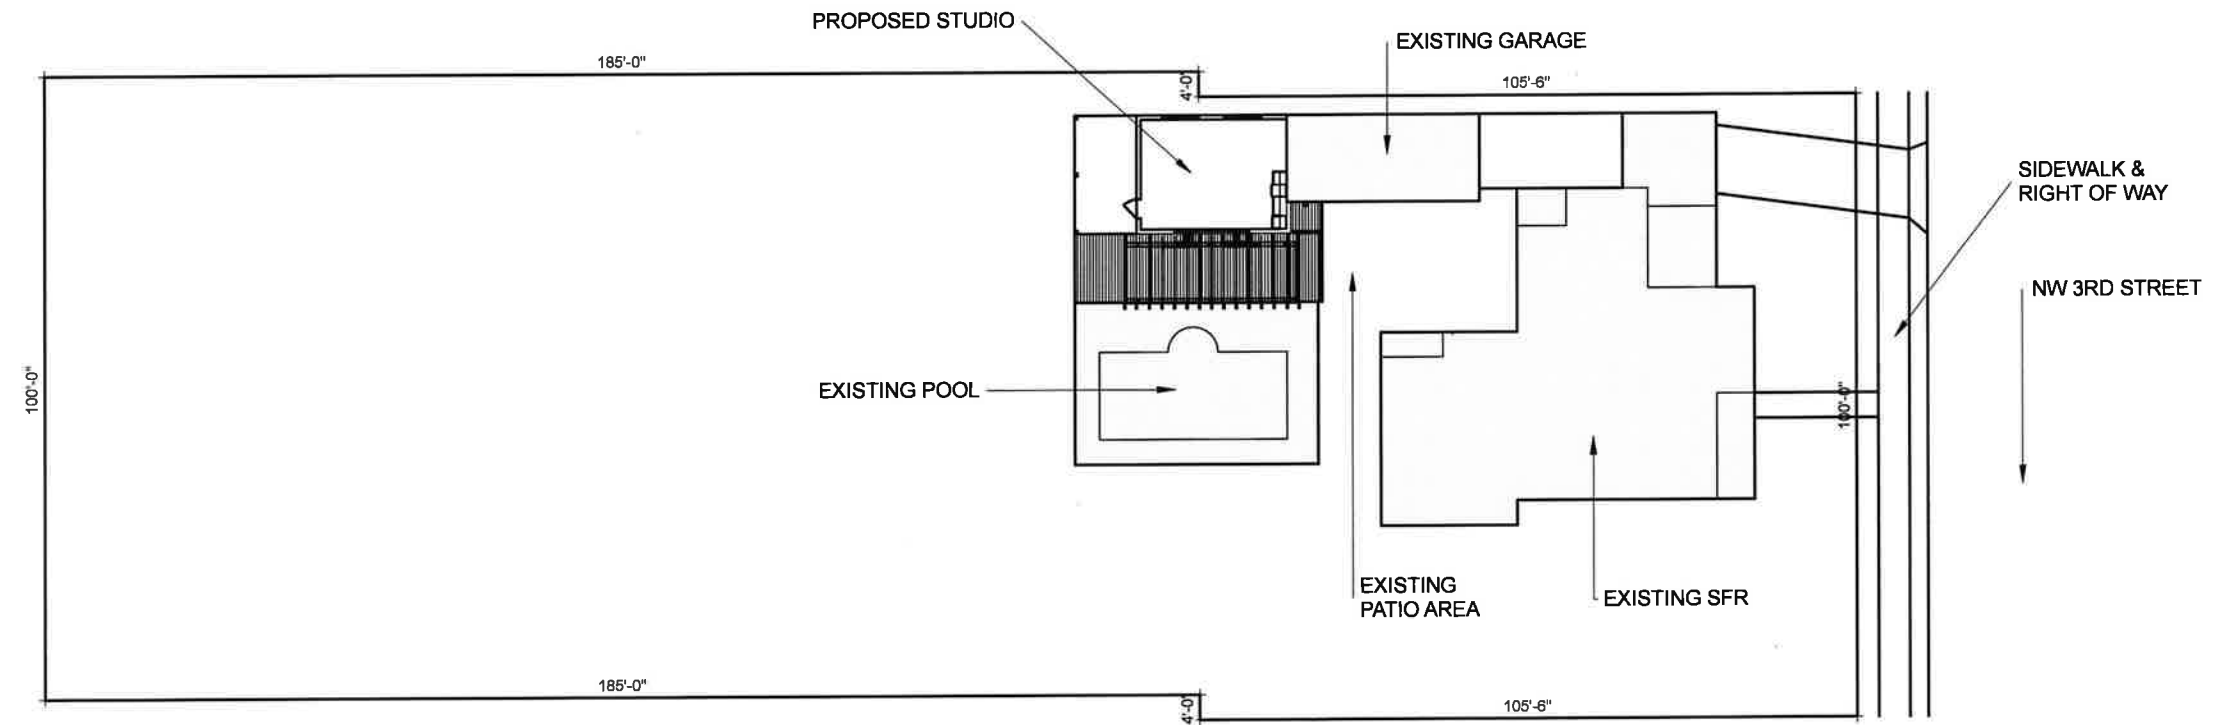 PROPOSED STUDIO
EXISTING GARAGE
185'-0"
4'-0"
105'-6"
SIDEWALK &
RIGHT OF WAY
NW 3RD STREET
100'-0"
EXISTING POOL
100'-0"
EXISTING
PATIO AREA
EXISTING SFR
185'-0"
4'-0"
105'-6"